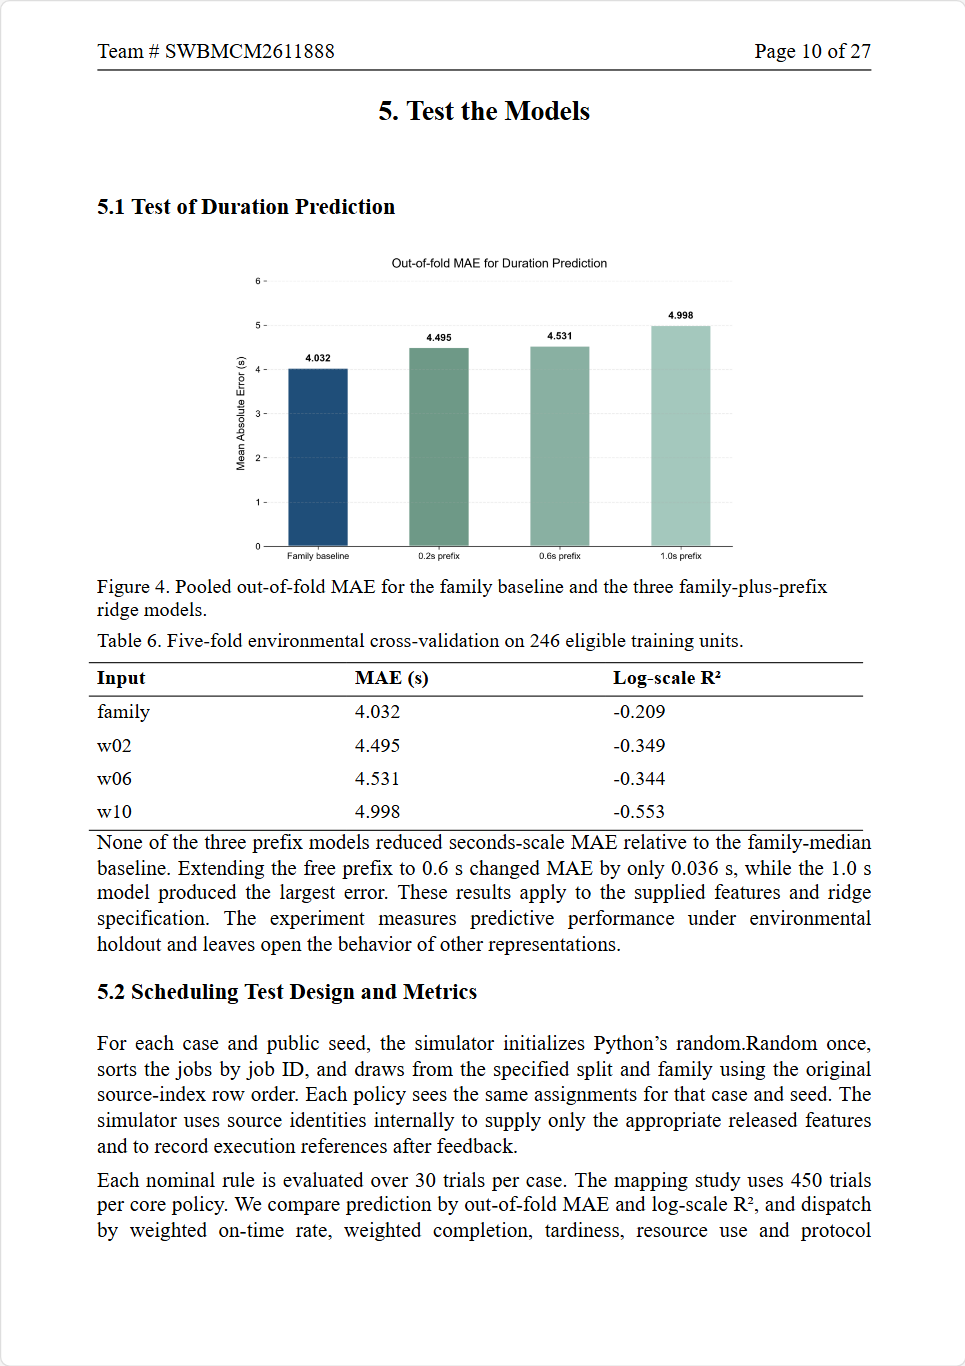 Team # SWBMCM2611888 Page 10 of 27
5. Test the Models
5.1 Test of Duration Prediction
Out-of-fold MAE for Duration Prediction
Mean Absolute Error (s)
6
5
4
3
2
1
0
4.032
4.495
4.531
4.998
Family baseline 0.2s prefix 0.6s prefix 1.0s prefix
Figure 4. Pooled out-of-fold MAE for the family baseline and the three family-plus-prefix
ridge models.
Table 6. Five-fold environmental cross-validation on 246 eligible training units.
Input MAE (s) Log-scale R²
family 4.032 -0.209
w02 4.495 -0.349
w06 4.531 -0.344
w10 4.998 -0.553
None of the three prefix models reduced seconds-scale MAE relative to the family-median
baseline. Extending the free prefix to 0.6 s changed MAE by only 0.036 s, while the 1.0 s
model produced the largest error. These results apply to the supplied features and ridge
specification. The experiment measures predictive performance under environmental
holdout and leaves open the behavior of other representations.
5.2 Scheduling Test Design and Metrics
For each case and public seed, the simulator initializes Python’s random.Random once,
sorts the jobs by job ID, and draws from the specified split and family using the original
source-index row order. Each policy sees the same assignments for that case and seed. The
simulator uses source identities internally to supply only the appropriate released features
and to record execution references after feedback.
Each nominal rule is evaluated over 30 trials per case. The mapping study uses 450 trials
per core policy. We compare prediction by out-of-fold MAE and log-scale R², and dispatch
by weighted on-time rate, weighted completion, tardiness, resource use and protocol